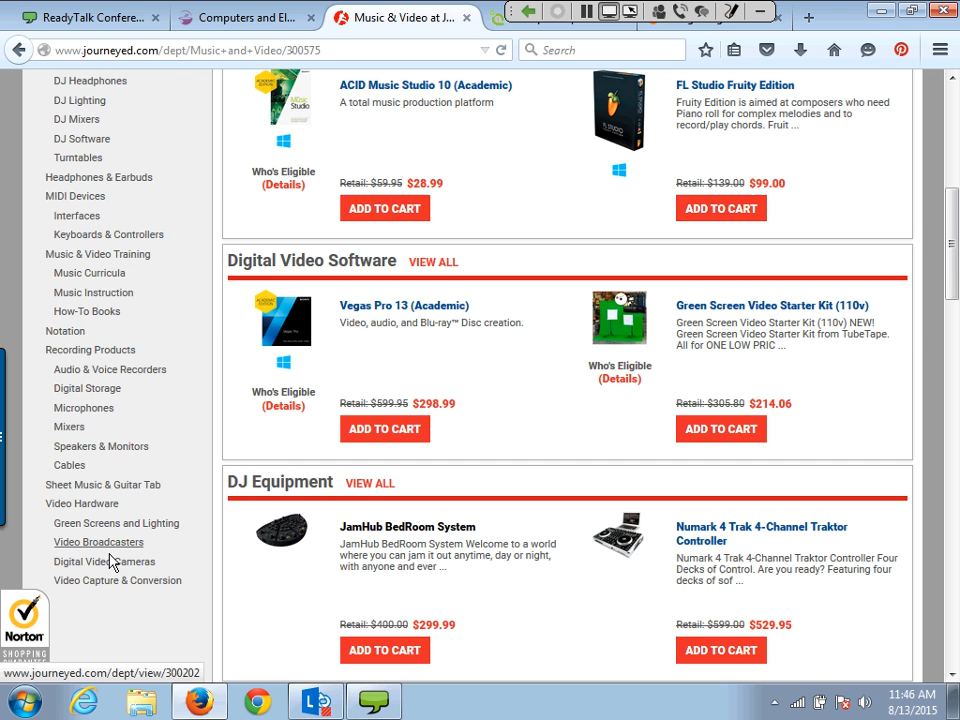 ReadyTalk Conferе...
Computers and El...
Music & Video at J...
www.journeyed.com/dept/Music+and+Video/300575
Search
DJ Headphones
DJ Lighting
DJ Mixers
DJ Software
Turntables
Headphones & Earbuds
MIDI Devices
Interfaces
Keyboards & Controllers
Music & Video Training
Music Curricula
Music Instruction
How-To Books
Notation
Recording Products
Audio & Voice Recorders
Digital Storage
Microphones
Mixers
Speakers & Monitors
Cables
Sheet Music & Guitar Tab
Video Hardware
Green Screens and Lighting
Video Broadcasters
Digital Video Cameras
Video Capture & Conversion
Norton
SHOPPING
ACID Music Studio 10 (Academic)
A total music production platform
Who's Eligible
(Details)
Retail: $59.95 $28.99
ADD TO CART
FL Studio Fruity Edition
Fruity Edition is aimed at composers who need
Piano roll for complex melodies and to
record/play chords. Fruit ...
Retail: $139.00 $99.00
ADD TO CART
Digital Video Software VIEW ALL
Vegas Pro 13 (Academic)
Video, audio, and Blu-ray™ Disc creation.
Who's Eligible
(Details)
Retail: $599.95 $298.99
ADD TO CART
Green Screen Video Starter Kit (110v)
Green Screen Video Starter Kit (110v) NEW!
Green Screen Video Starter Kit from TubeTape.
All for ONE LOW PRIC ...
Who's Eligible
(Details)
Retail: $305.80 $214.06
ADD TO CART
DJ Equipment VIEW ALL
JamHub BedRoom System
JamHub BedRoom System Welcome to a world
where you can jam it out anytime, day or night,
with anyone and ever ...
Retail: $400.00 $299.99
ADD TO CART
Numark 4 Trak 4-Channel Traktor
Controller
Numark 4 Trak 4-Channel Traktor Controller Four
Decks of Control. Are you ready? Featuring four
decks of sof ...
Retail: $599.00 $529.95
ADD TO CART
www.journeyed.com/dept/view/300202
11:46 AM
8/13/2015